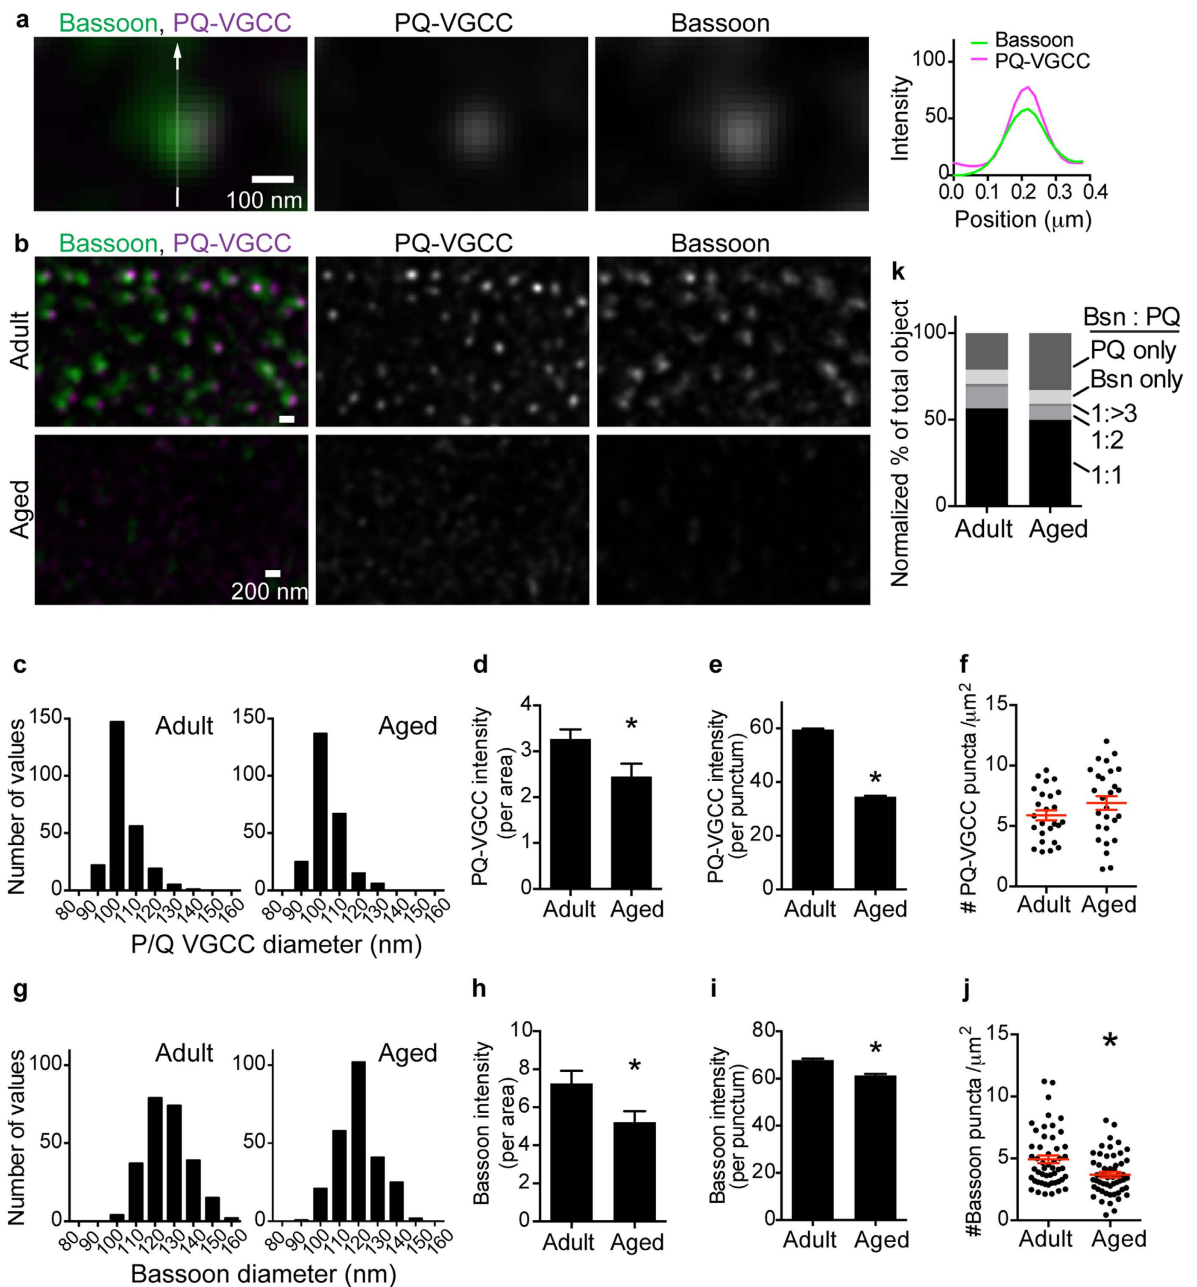 a
Bassoon, PQ-VGCC
PQ-VGCC
Bassoon
100 nm
Bassoon
PQ-VGCC
Intensity
100
50
0
0.0 0.1 0.2 0.3 0.4
Position (μm)
b
Bassoon, PQ-VGCC
PQ-VGCC
Bassoon
Adult
Aged
200 nm
k
Normalized % of total object
100
50
0
Adult Aged
Bsn : PQ
PQ only
Bsn only
1:>3
1:2
1:1
c
Number of values
150
100
50
0
Adult
80 90 100 110 120 130 140 150 160
150
100
50
0
Aged
80 90 100 110 120 130 140 150 160
P/Q VGCC diameter (nm)
d
PQ-VGCC intensity
(per area)
4
3
2
1
0
*
Adult Aged
e
PQ-VGCC intensity
(per punctum)
60
40
20
0
*
Adult Aged
f
# PQ-VGCC puncta /μm2
15
10
5
0
Adult Aged
g
Number of values
100
50
0
Adult
80 90 100 110 120 130 140 150 160
100
50
0
Aged
80 90 100 110 120 130 140 150 160
Bassoon diameter (nm)
h
Bassoon intensity
(per area)
10
8
6
4
2
0
*
Adult Aged
i
Bassoon intensity
(per punctum)
80
60
40
20
0
*
Adult Aged
j
#Bassoon puncta /μm2
15
10
5
0
*
Adult Aged